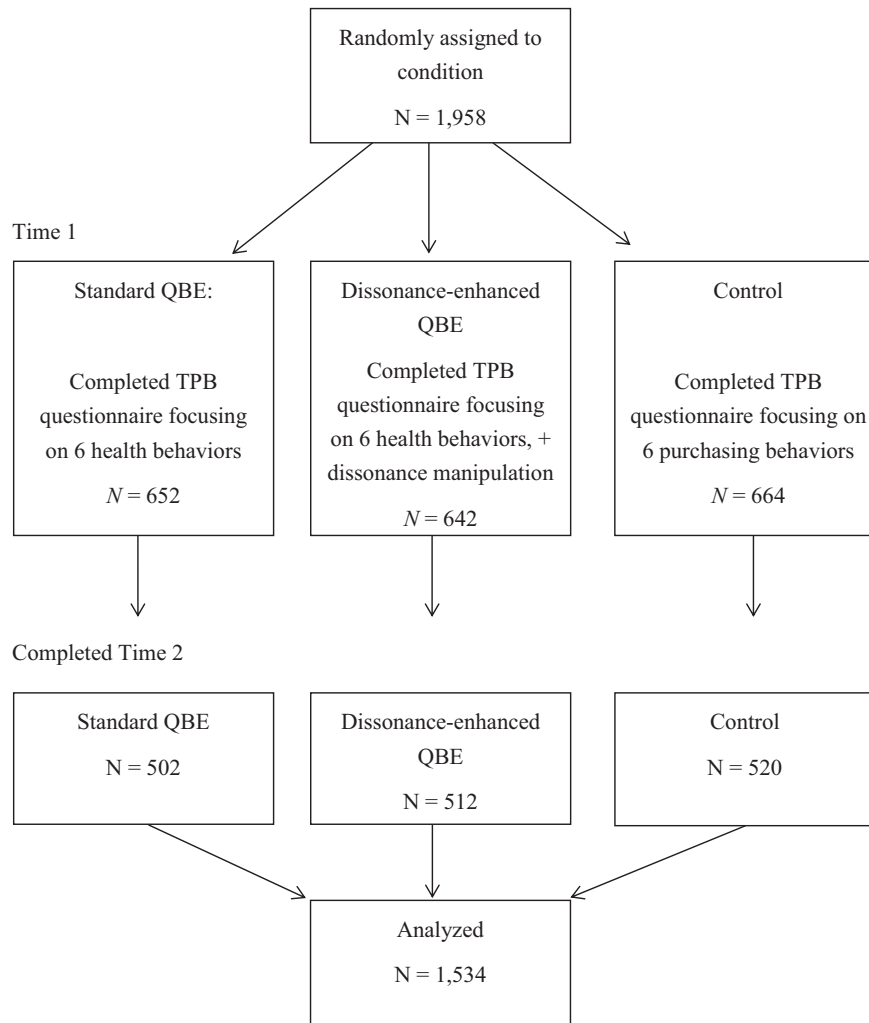 Randomly assigned to
condition
N = 1,958
Time 1
Standard QBE:
Completed TPB
questionnaire focusing
on 6 health behaviors
N = 652
Dissonance-enhanced
QBE
Completed TPB
questionnaire focusing
on 6 health behaviors, +
dissonance manipulation
N = 642
Control
Completed TPB
questionnaire focusing on
6 purchasing behaviors
N = 664
Completed Time 2
Standard QBE
N = 502
Dissonance-enhanced
QBE
N = 512
Control
N = 520
Analyzed
N = 1,534